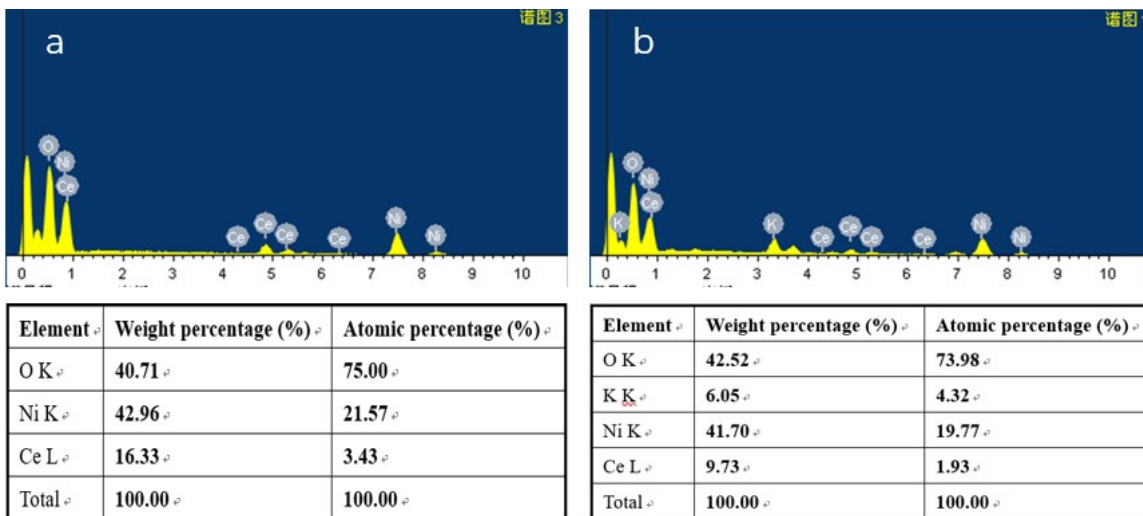 a
谱图 3
O
Ni
Ce
Ce
Ce
Ce
Ce
Ni
Ni
0 1 2 3 4 5 6 7 8 9 10
b
谱图
K
O
Ni
Ce
K
Ce
Ce
Ce
Ce
Ni
Ni
0 1 2 3 4 5 6 7 8 9 10
Element Weight percentage (%) Atomic percentage (%)
O K 40.71 75.00
Ni K 42.96 21.57
Ce L 16.33 3.43
Total 100.00 100.00
Element Weight percentage (%) Atomic percentage (%)
O K 42.52 73.98
K K 6.05 4.32
Ni K 41.70 19.77
Ce L 9.73 1.93
Total 100.00 100.00